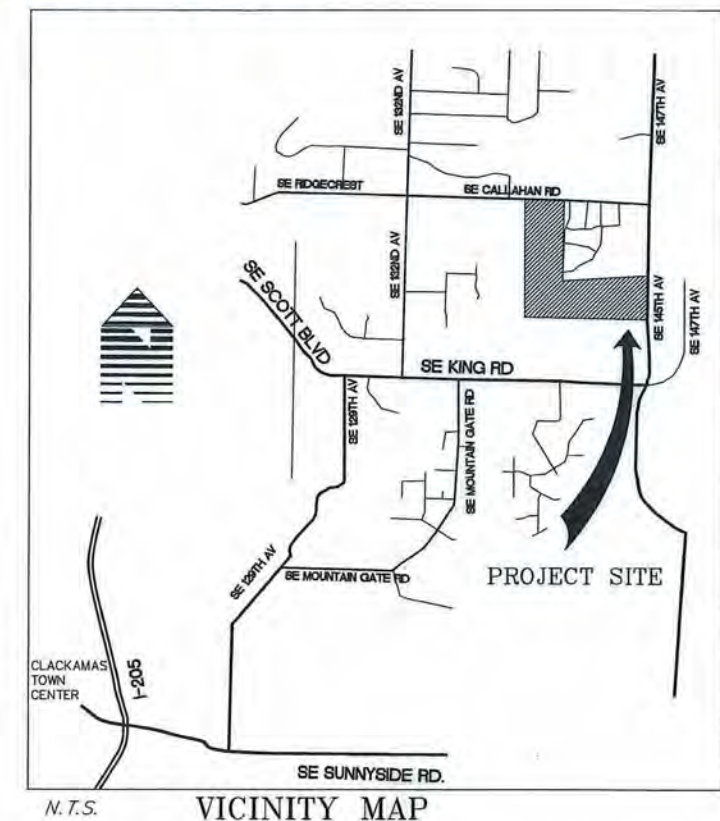 SE 132ND AV
SE 147TH AV
SE RIDGECREST
SE CALLAHAN RD
SE 132ND AV
SE SCOTT BLVD
SE 145TH AV
SE 147TH AV
SE KING RD
SE 129TH AV
SE MOUNTAIN GATE RD
SE 129TH AV
SE MOUNTAIN GATE RD
PROJECT SITE
CLACKAMAS
TOWN
CENTER
I-205
SE SUNNYSIDE RD.
N.T.S.
VICINITY MAP